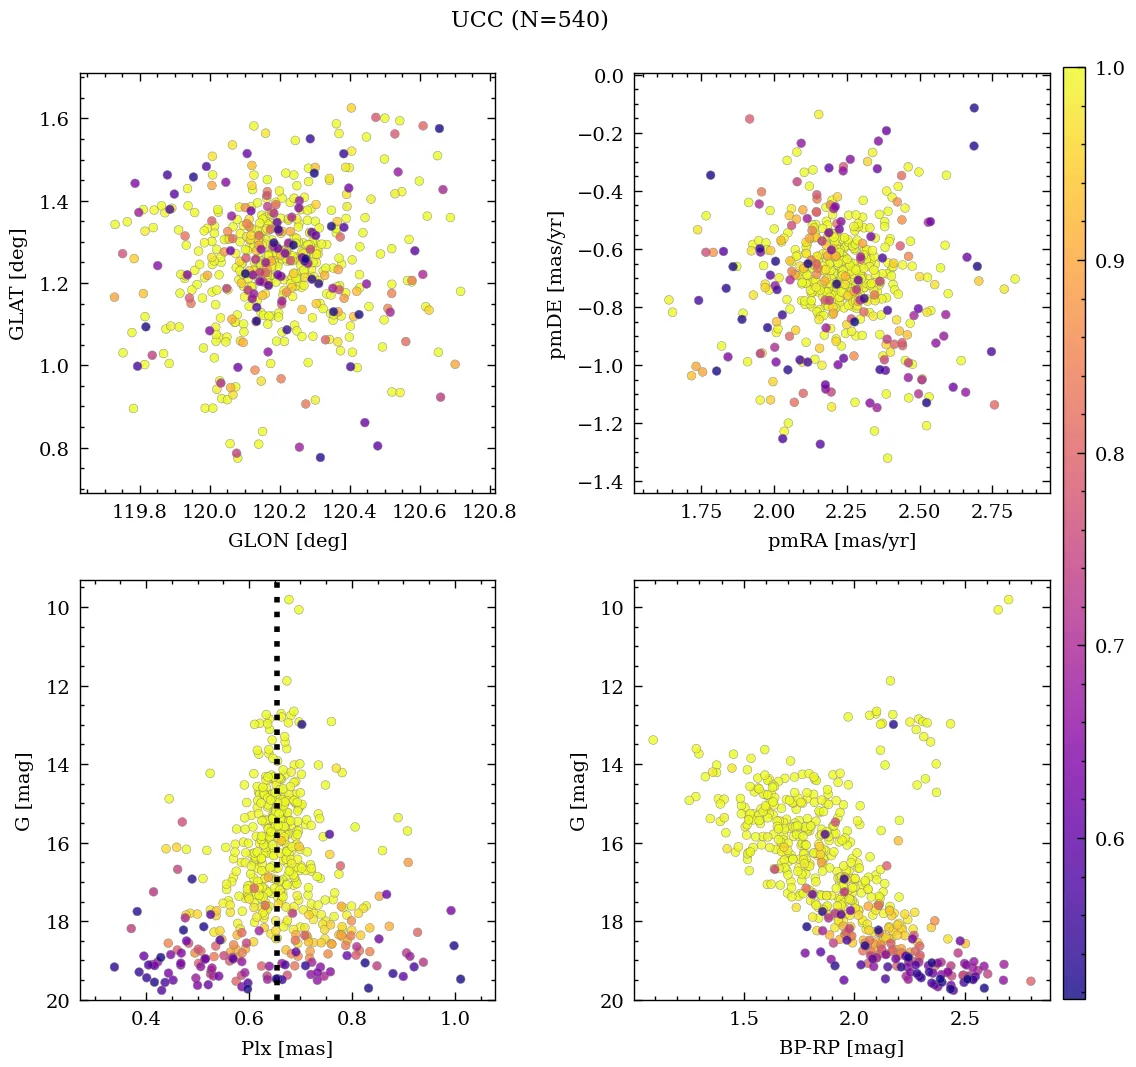 UCC (N=540)
1.6
1.4
1.2
1.0
0.8
GLAT [deg]
119.8 120.0 120.2 120.4 120.6 120.8
GLON [deg]
0.0
−0.2
−0.4
−0.6
−0.8
−1.0
−1.2
−1.4
pmDE [mas/yr]
1.75 2.00 2.25 2.50 2.75
pmRA [mas/yr]
1.0
0.9
0.8
0.7
0.6
10
12
14
16
18
20
G [mag]
0.4 0.6 0.8 1.0
Plx [mas]
10
12
14
16
18
20
G [mag]
1.5 2.0 2.5
BP-RP [mag]